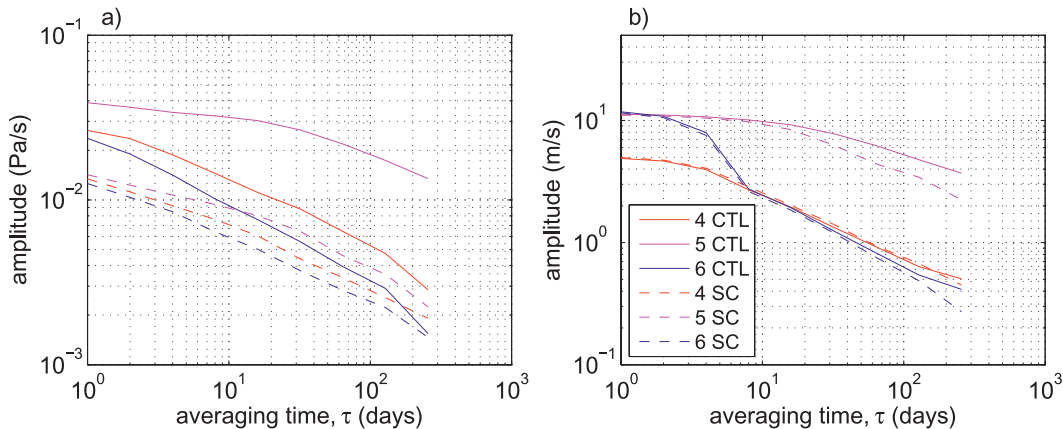 a)
amplitude (Pa/s)
10^-1
10^-2
10^-3
10^0
10^1
10^2
10^3
averaging time, τ (days)
b)
amplitude (m/s)
10^1
10^0
10^-1
10^0
10^1
10^2
10^3
averaging time, τ (days)
4 CTL
5 CTL
6 CTL
4 SC
5 SC
6 SC